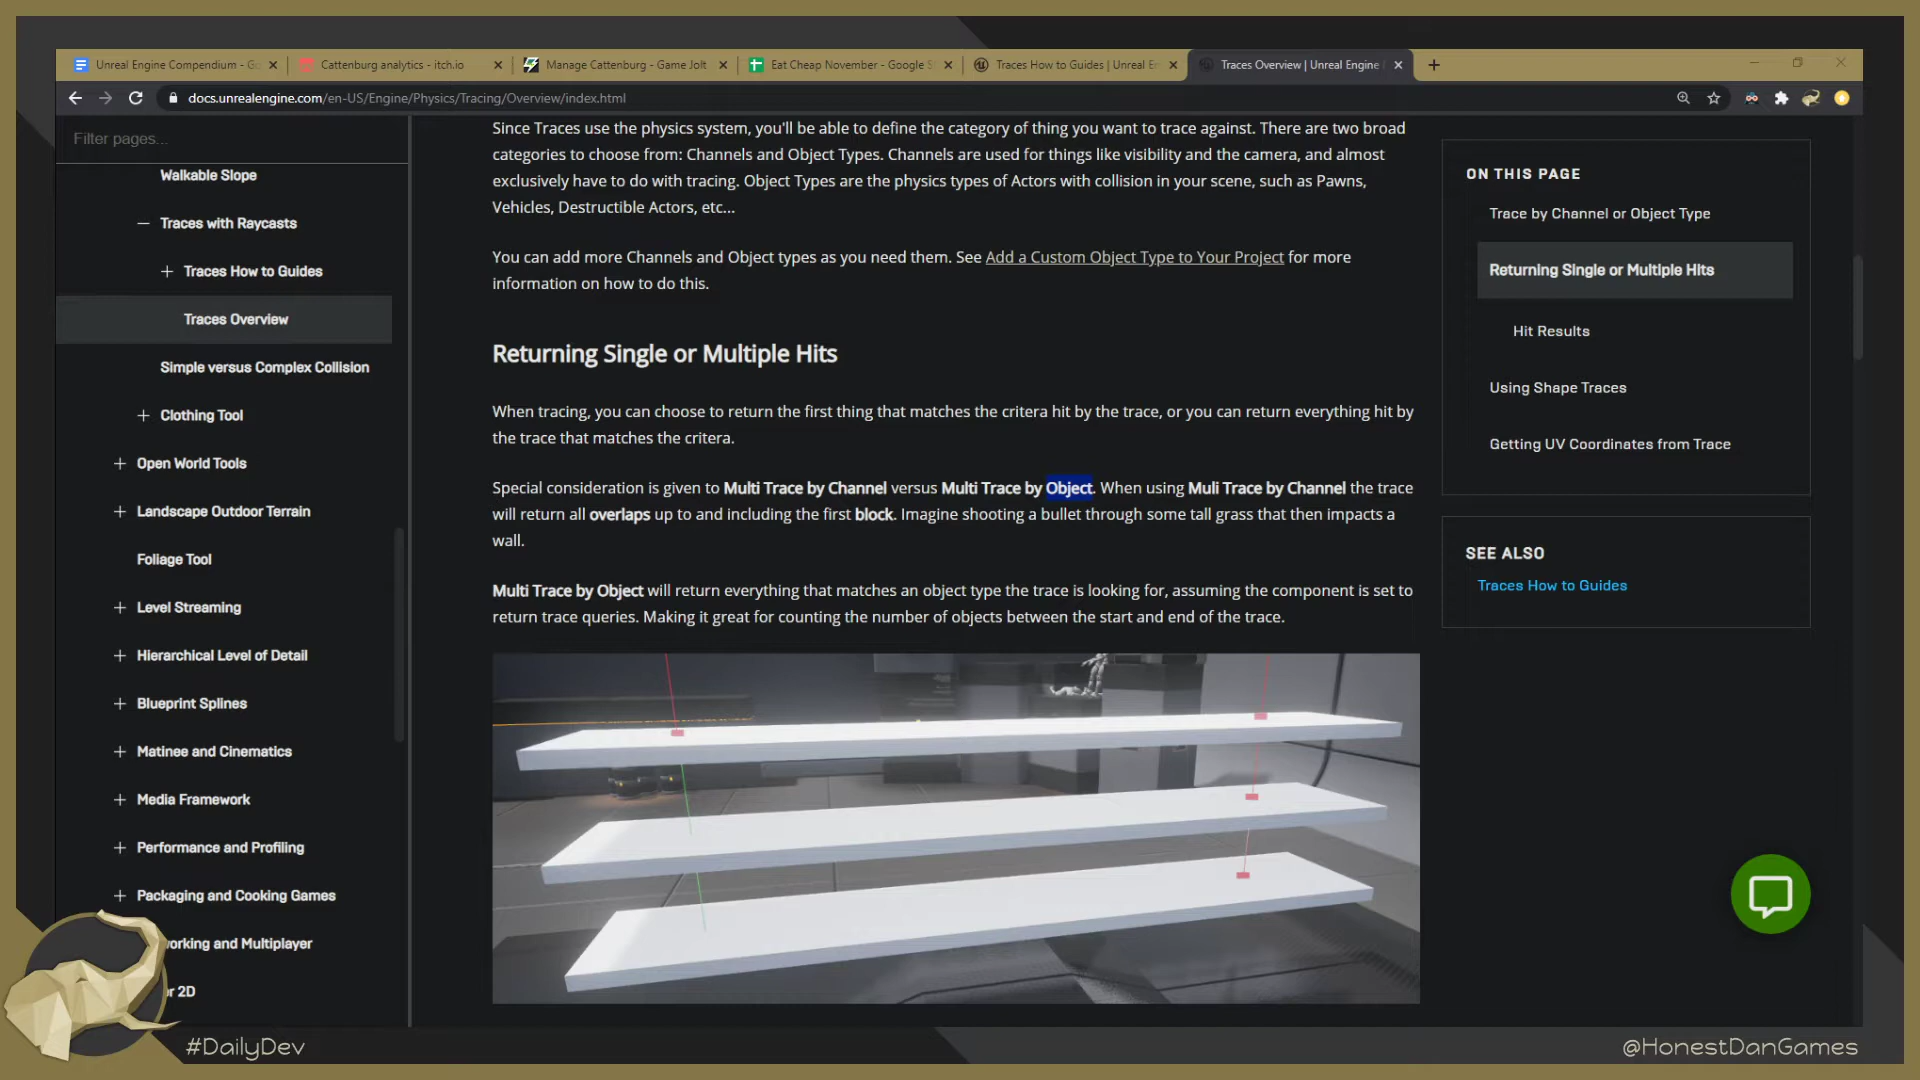 Unreal Engine Compendium - Go
Cattenburg analytics - itch.io
Manage Cattenburg - Game Jolt
Eat Cheap November - Google S
Traces How to Guides | Unreal En
Traces Overview | Unreal Engine
docs.unrealengine.com/en-US/Engine/Physics/Tracing/Overview/index.html
Filter pages...
Walkable Slope
Traces with Raycasts
Traces How to Guides
Traces Overview
Simple versus Complex Collision
Clothing Tool
Open World Tools
Landscape Outdoor Terrain
Foliage Tool
Level Streaming
Hierarchical Level of Detail
Blueprint Splines
Matinee and Cinematics
Media Framework
Performance and Profiling
Packaging and Cooking Games
working and Multiplayer
or 2D
Since Traces use the physics system, you'll be able to define the category of thing you want to trace against. There are two broad
categories to choose from: Channels and Object Types. Channels are used for things like visibility and the camera, and almost
exclusively have to do with tracing. Object Types are the physics types of Actors with collision in your scene, such as Pawns,
Vehicles, Destructible Actors, etc...
You can add more Channels and Object types as you need them. See Add a Custom Object Type to Your Project for more
information on how to do this.
Returning Single or Multiple Hits
When tracing, you can choose to return the first thing that matches the critera hit by the trace, or you can return everything hit by
the trace that matches the critera.
Special consideration is given to Multi Trace by Channel versus Multi Trace by Object. When using Muli Trace by Channel the trace
will return all overlaps up to and including the first block. Imagine shooting a bullet through some tall grass that then impacts a
wall.
Multi Trace by Object will return everything that matches an object type the trace is looking for, assuming the component is set to
return trace queries. Making it great for counting the number of objects between the start and end of the trace.
ON THIS PAGE
Trace by Channel or Object Type
Returning Single or Multiple Hits
Hit Results
Using Shape Traces
Getting UV Coordinates from Trace
SEE ALSO
Traces How to Guides
#DailyDev
@HonestDanGames